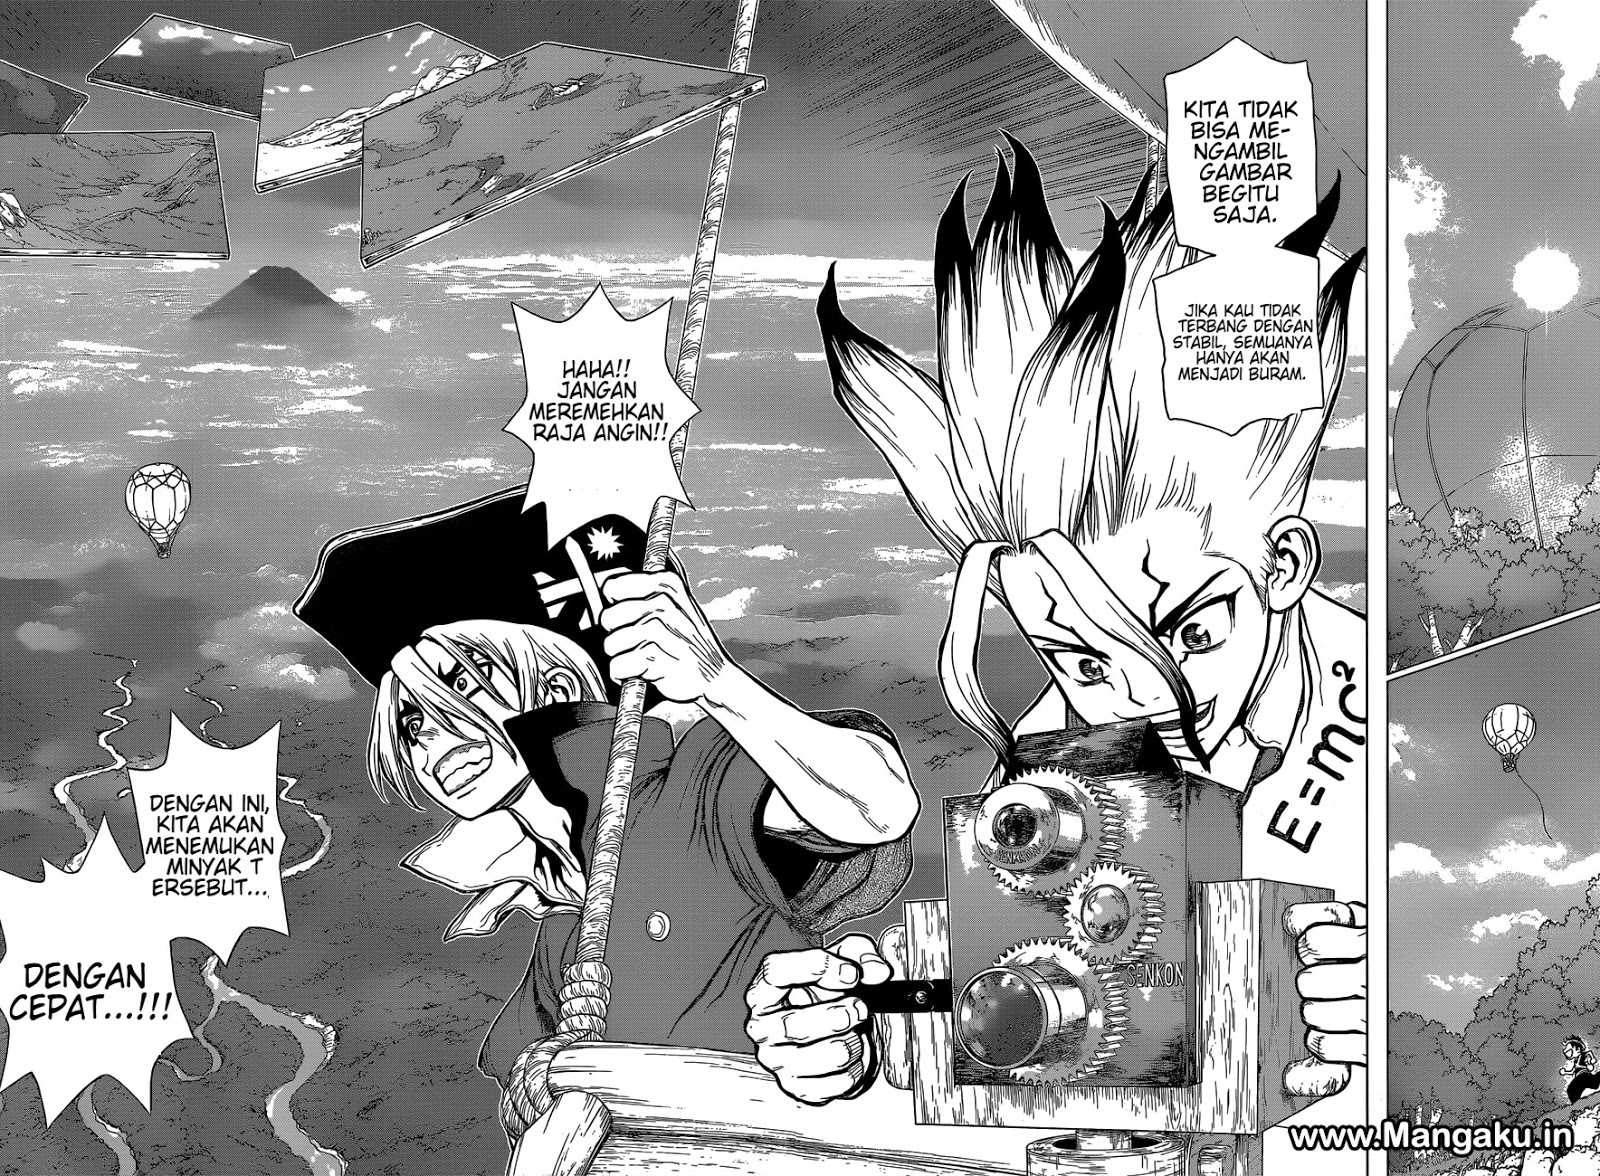 KITA TIDAK
BISA ME-
NGAMBIL
GAMBAR
BEGITU
SAJA.
JIKA KAU TIDAK
TERBANG DENGAN
STABIL, SEMUANYA
HANYA AKAN
MENJADI BURAM.
HAHA!!
JANGAN
MEREMEHKAN
RAJA ANGIN!!
E=mc²
SENKON
DENGAN INI,
KITA AKAN
MENEMUKAN
MINYAK T
ERSEBUT...
DENGAN
CEPAT...!!!
www.Mangaku.in